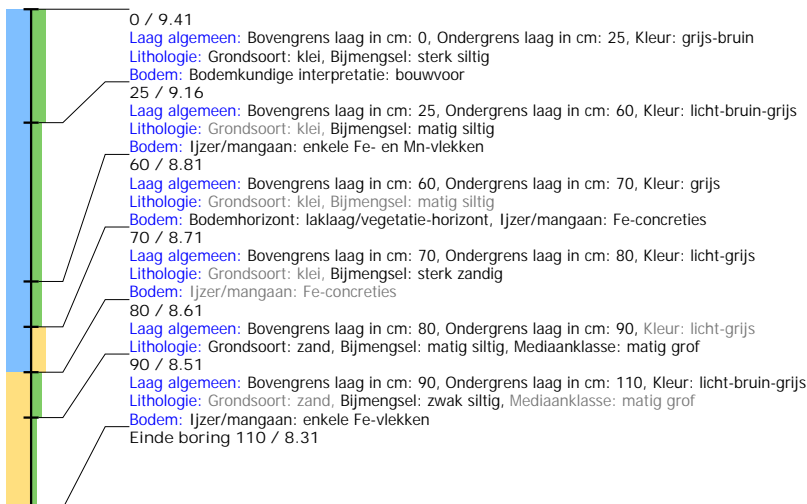 0 / 9.41
Laag algemeen: Bovengrens laag in cm: 0, Ondergrens laag in cm: 25, Kleur: grijs-bruin
Lithologie: Grondsoort: klei, Bijmengsel: sterk siltig
Bodem: Bodemkundige interpretatie: bouwvoor
25 / 9.16
Laag algemeen: Bovengrens laag in cm: 25, Ondergrens laag in cm: 60, Kleur: licht-bruin-grijs
Lithologie: Grondsoort: klei, Bijmengsel: matig siltig
Bodem: Ijzer/mangaan: enkele Fe- en Mn-vlekken
60 / 8.81
Laag algemeen: Bovengrens laag in cm: 60, Ondergrens laag in cm: 70, Kleur: grijs
Lithologie: Grondsoort: klei, Bijmengsel: matig siltig
Bodem: Bodemhorizont: laklaag/vegetatie-horizont, Ijzer/mangaan: Fe-concreties
70 / 8.71
Laag algemeen: Bovengrens laag in cm: 70, Ondergrens laag in cm: 80, Kleur: licht-grijs
Lithologie: Grondsoort: klei, Bijmengsel: sterk zandig
Bodem: Ijzer/mangaan: Fe-concreties
80 / 8.61
Laag algemeen: Bovengrens laag in cm: 80, Ondergrens laag in cm: 90, Kleur: licht-grijs
Lithologie: Grondsoort: zand, Bijmengsel: matig siltig, Mediaanklasse: matig grof
90 / 8.51
Laag algemeen: Bovengrens laag in cm: 90, Ondergrens laag in cm: 110, Kleur: licht-bruin-grijs
Lithologie: Grondsoort: zand, Bijmengsel: zwak siltig, Mediaanklasse: matig grof
Bodem: Ijzer/mangaan: enkele Fe-vlekken
Einde boring 110 / 8.31